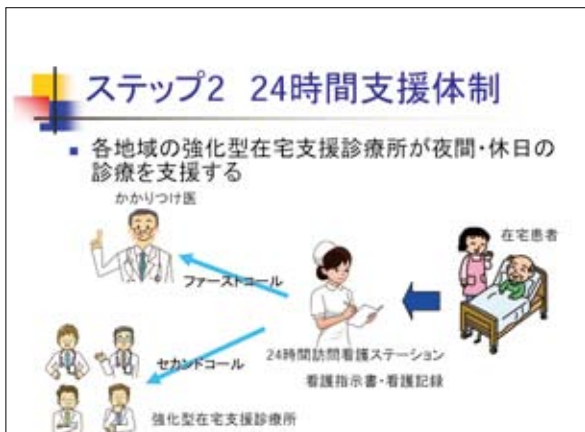 ステップ2 24時間支援体制
各地域の強化型在宅支援診療所が夜間・休日の
診療を支援する
かかりつけ医
在宅患者
ファーストコール
セカンドコール
24時間訪問看護ステーション
看護指示書・看護記録
強化型在宅支援診療所